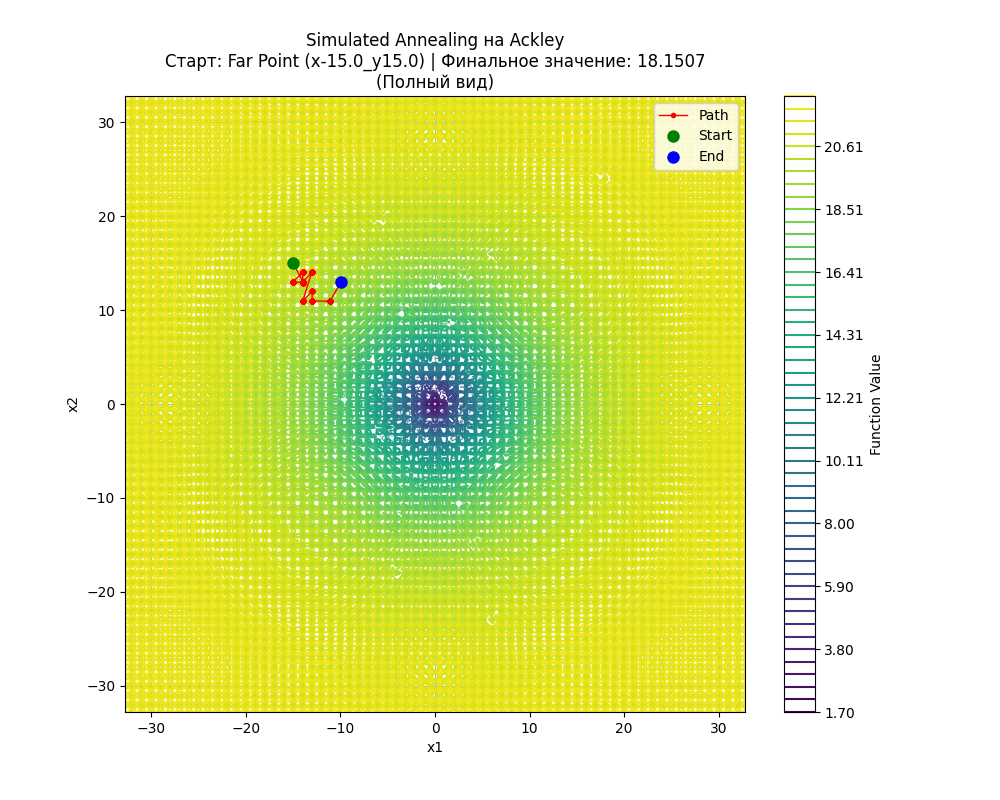 Simulated Annealing на Ackley
Старт: Far Point (x-15.0_y15.0) | Финальное значение: 18.1507
(Полный вид)
Path
Start
End
30
20
10
0
−10
−20
−30
x2
−30
−20
−10
0
10
20
30
x1
20.61
18.51
16.41
14.31
12.21
10.11
8.00
5.90
3.80
1.70
Function Value